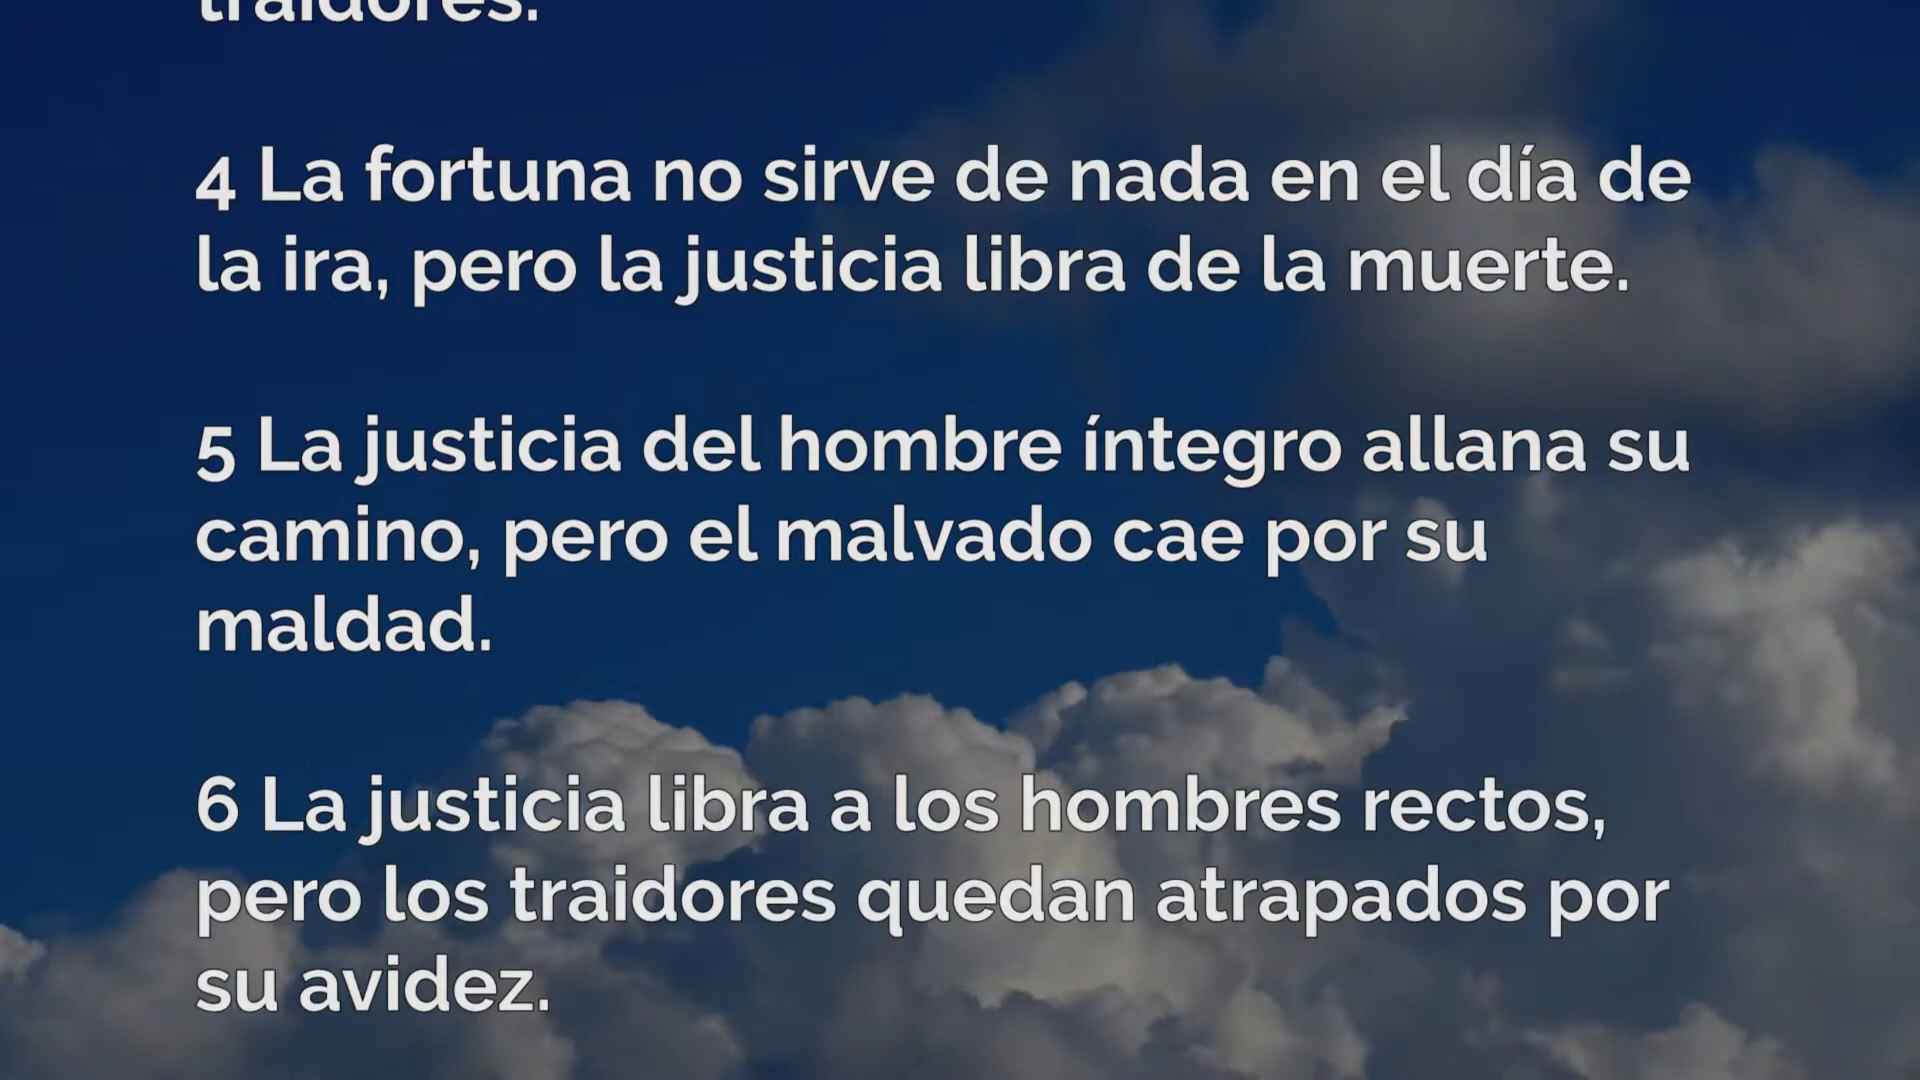 traidores.
4 La fortuna no sirve de nada en el día de
la ira, pero la justicia libra de la muerte.
5 La justicia del hombre íntegro allana su
camino, pero el malvado cae por su
maldad.
6 La justicia libra a los hombres rectos,
pero los traidores quedan atrapados por
su avidez.